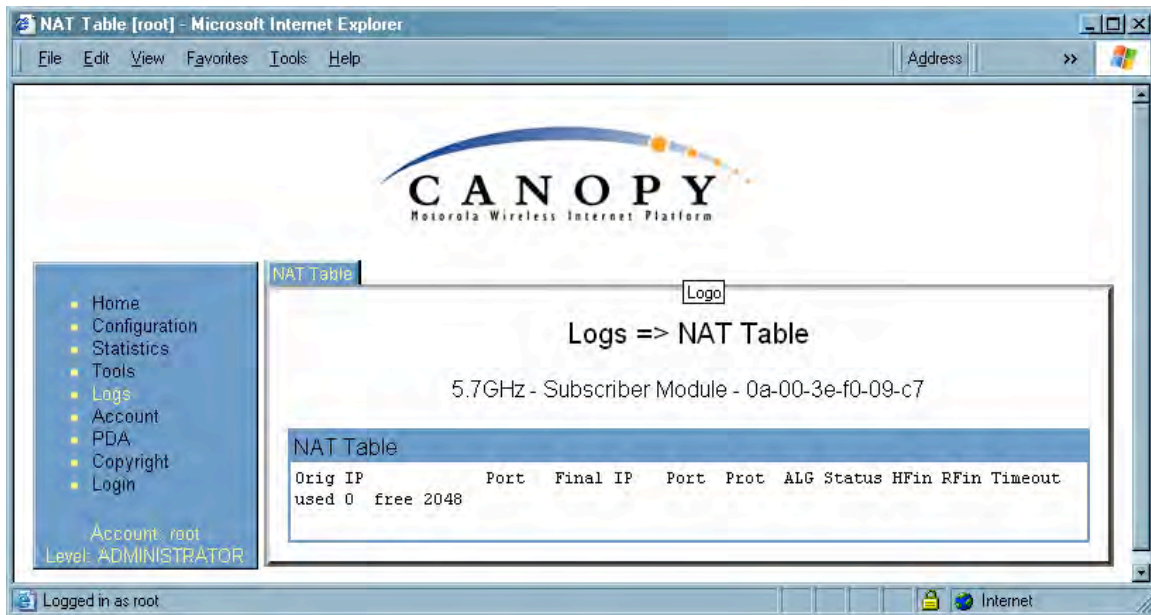 NAT Table [root] - Microsoft Internet Explorer
File Edit View Favorites Tools Help
Address
»
CANOPY
Motorola Wireless Internet Platform
NAT Table
Home
Configuration
Statistics
Tools
Logs
Account
PDA
Copyright
Login
Account: root
Level: ADMINISTRATOR
Logo
Logs => NAT Table
5.7GHz - Subscriber Module - 0a-00-3e-f0-09-c7
NAT Table
Orig IP Port Final IP Port Prot ALG Status HFin RFin Timeout
used 0 free 2048
Logged in as root
Internet